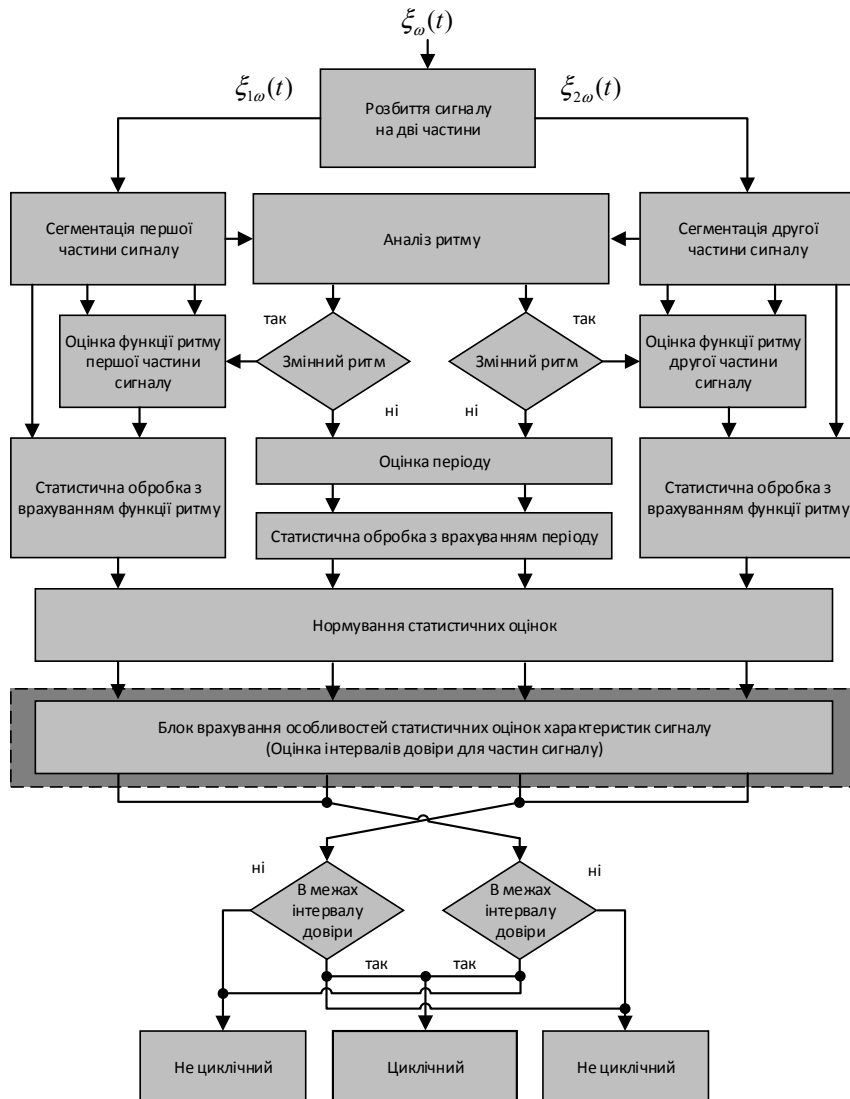 ξω(t)
ξ1ω(t)
ξ2ω(t)
Розбиття сигналу
на дві частини
Сегментація першої
частини сигналу
Аналіз ритму
Сегментація другої
частини сигналу
так
так
Оцінка функції ритму
першої частини
сигналу
Змінний ритм
Змінний ритм
Оцінка функції ритму
другої частини
сигналу
ні
ні
Оцінка періоду
Статистична обробка з
врахуванням функції ритму
Статистична обробка з врахуванням періоду
Статистична обробка з
врахуванням функції ритму
Нормування статистичних оцінок
Блок врахування особливостей статистичних оцінок характеристик сигналу
(Оцінка інтервалів довіри для частин сигналу)
ні
ні
В межах
інтервалу
довіри
В межах
інтервалу
довіри
так
так
Не циклічний
Циклічний
Не циклічний